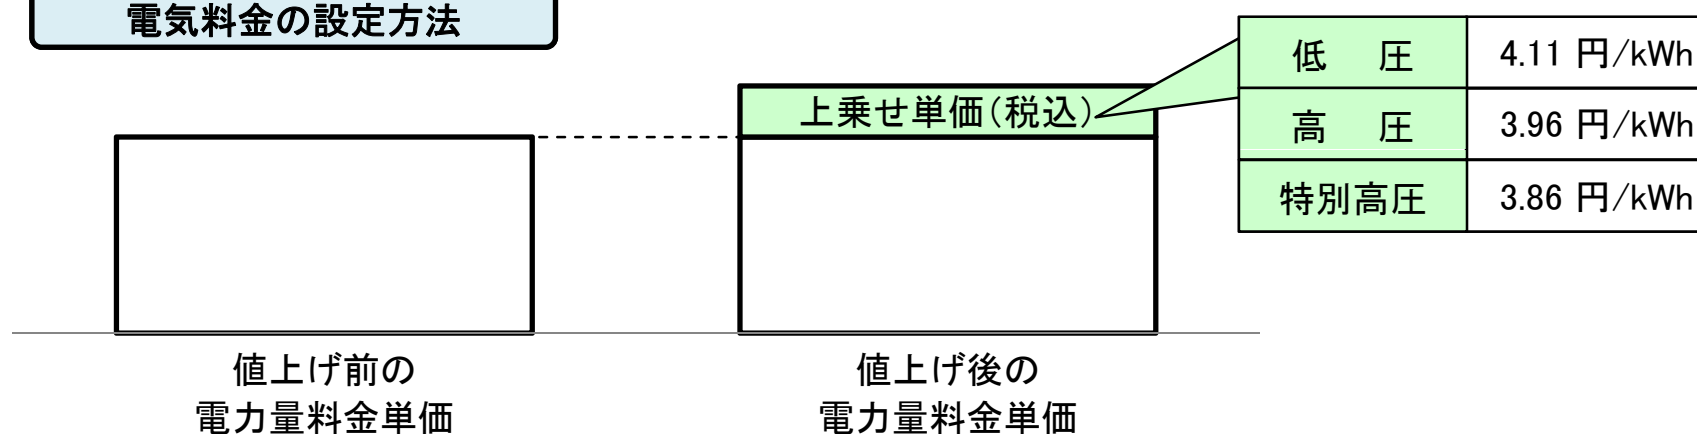 電気料金の設定方法
上乗せ単価(税込)
低 圧 4.11 円/kWh
高 圧 3.96 円/kWh
特別高圧 3.86 円/kWh
値上げ前の
電力量料金単価
値上げ後の
電力量料金単価